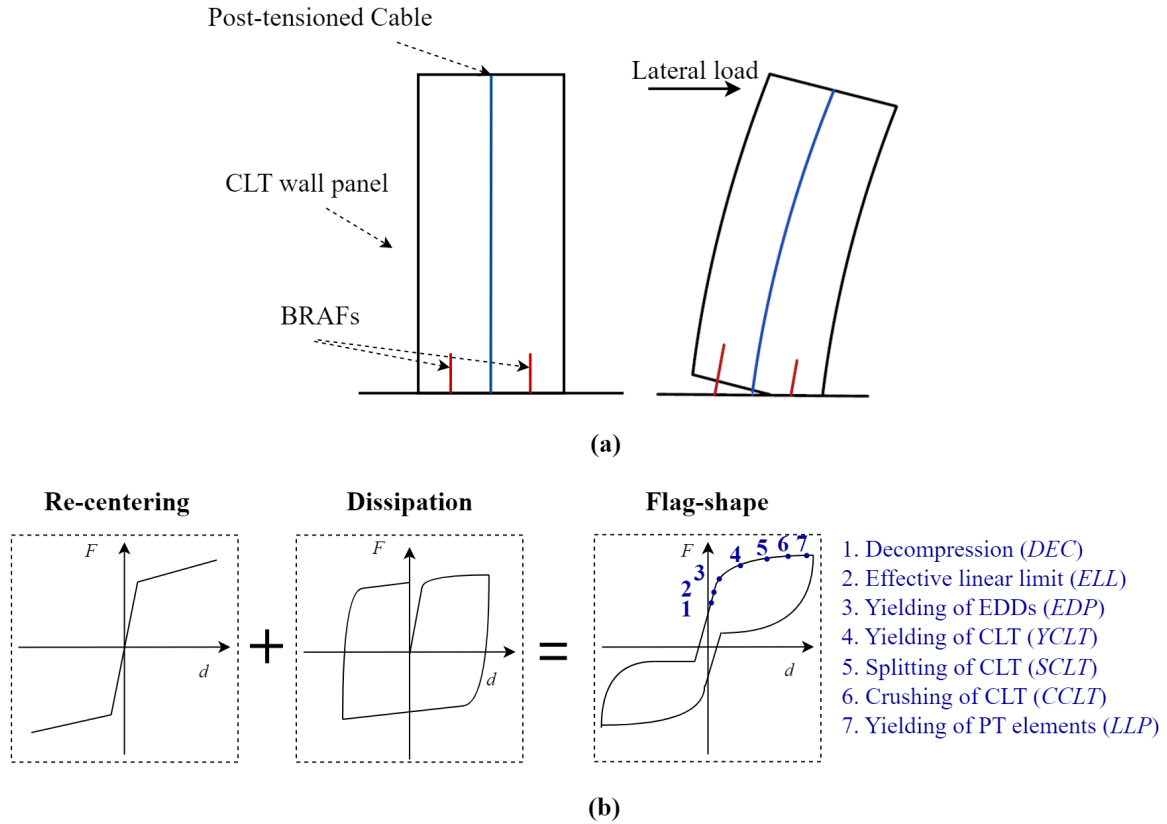 Post-tensioned Cable
Lateral load
CLT wall panel
BRAFs
(a)
Re-centering
Dissipation
Flag-shape
F
d
+
F
d
=
F
d
1
2
3
4
5
6
7
1. Decompression (DEC)
2. Effective linear limit (ELL)
3. Yielding of EDDs (EDP)
4. Yielding of CLT (YCLT)
5. Splitting of CLT (SCLT)
6. Crushing of CLT (CCLT)
7. Yielding of PT elements (LLP)
(b)